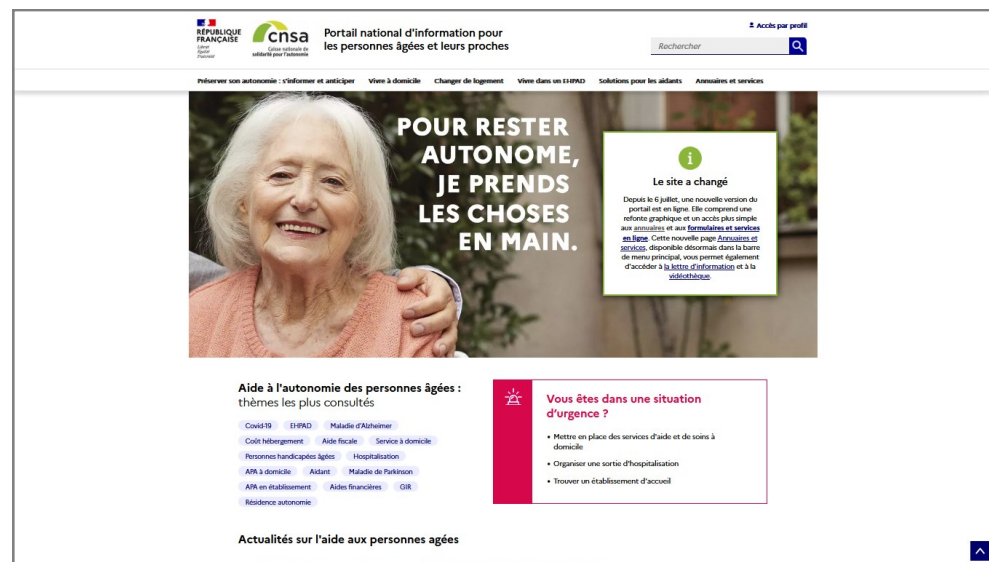 RÉPUBLIQUE
FRANÇAISE
Liberté
Égalité
Fraternité
cnsa
Caisse nationale de
solidarité pour l'autonomie
Portail national d'information pour
les personnes âgées et leurs proches
Accès par profil
Rechercher
Préserver son autonomie : s'informer et anticiper Vivre à domicile Changer de logement Vivre dans un EHPAD Solutions pour les aidants Annuaires et services
POUR RESTER
AUTONOME,
JE PRENDS
LES CHOSES
EN MAIN.
i
Le site a changé
Depuis le 6 juillet, une nouvelle version du
portail est en ligne. Elle comprend une
refonte graphique et un accès plus simple
aux annuaires et aux formulaires et services
en ligne. Cette nouvelle page Annuaires et
services, disponible désormais dans la barre
de menu principal, vous permet également
d'accéder à la lettre d'information et à la
vidéothèque.
Aide à l'autonomie des personnes âgées :
thèmes les plus consultés
Covid-19 EHPAD Maladie d'Alzheimer
Coût hébergement Aide fiscale Service à domicile
Personnes handicapées âgées Hospitalisation
APA à domicile Aidant Maladie de Parkinson
APA en établissement Aides financières GIR
Résidence autonomie
Vous êtes dans une situation
d'urgence ?
• Mettre en place des services d'aide et de soins à
domicile
• Organiser une sortie d'hospitalisation
• Trouver un établissement d'accueil
Actualités sur l'aide aux personnes agées